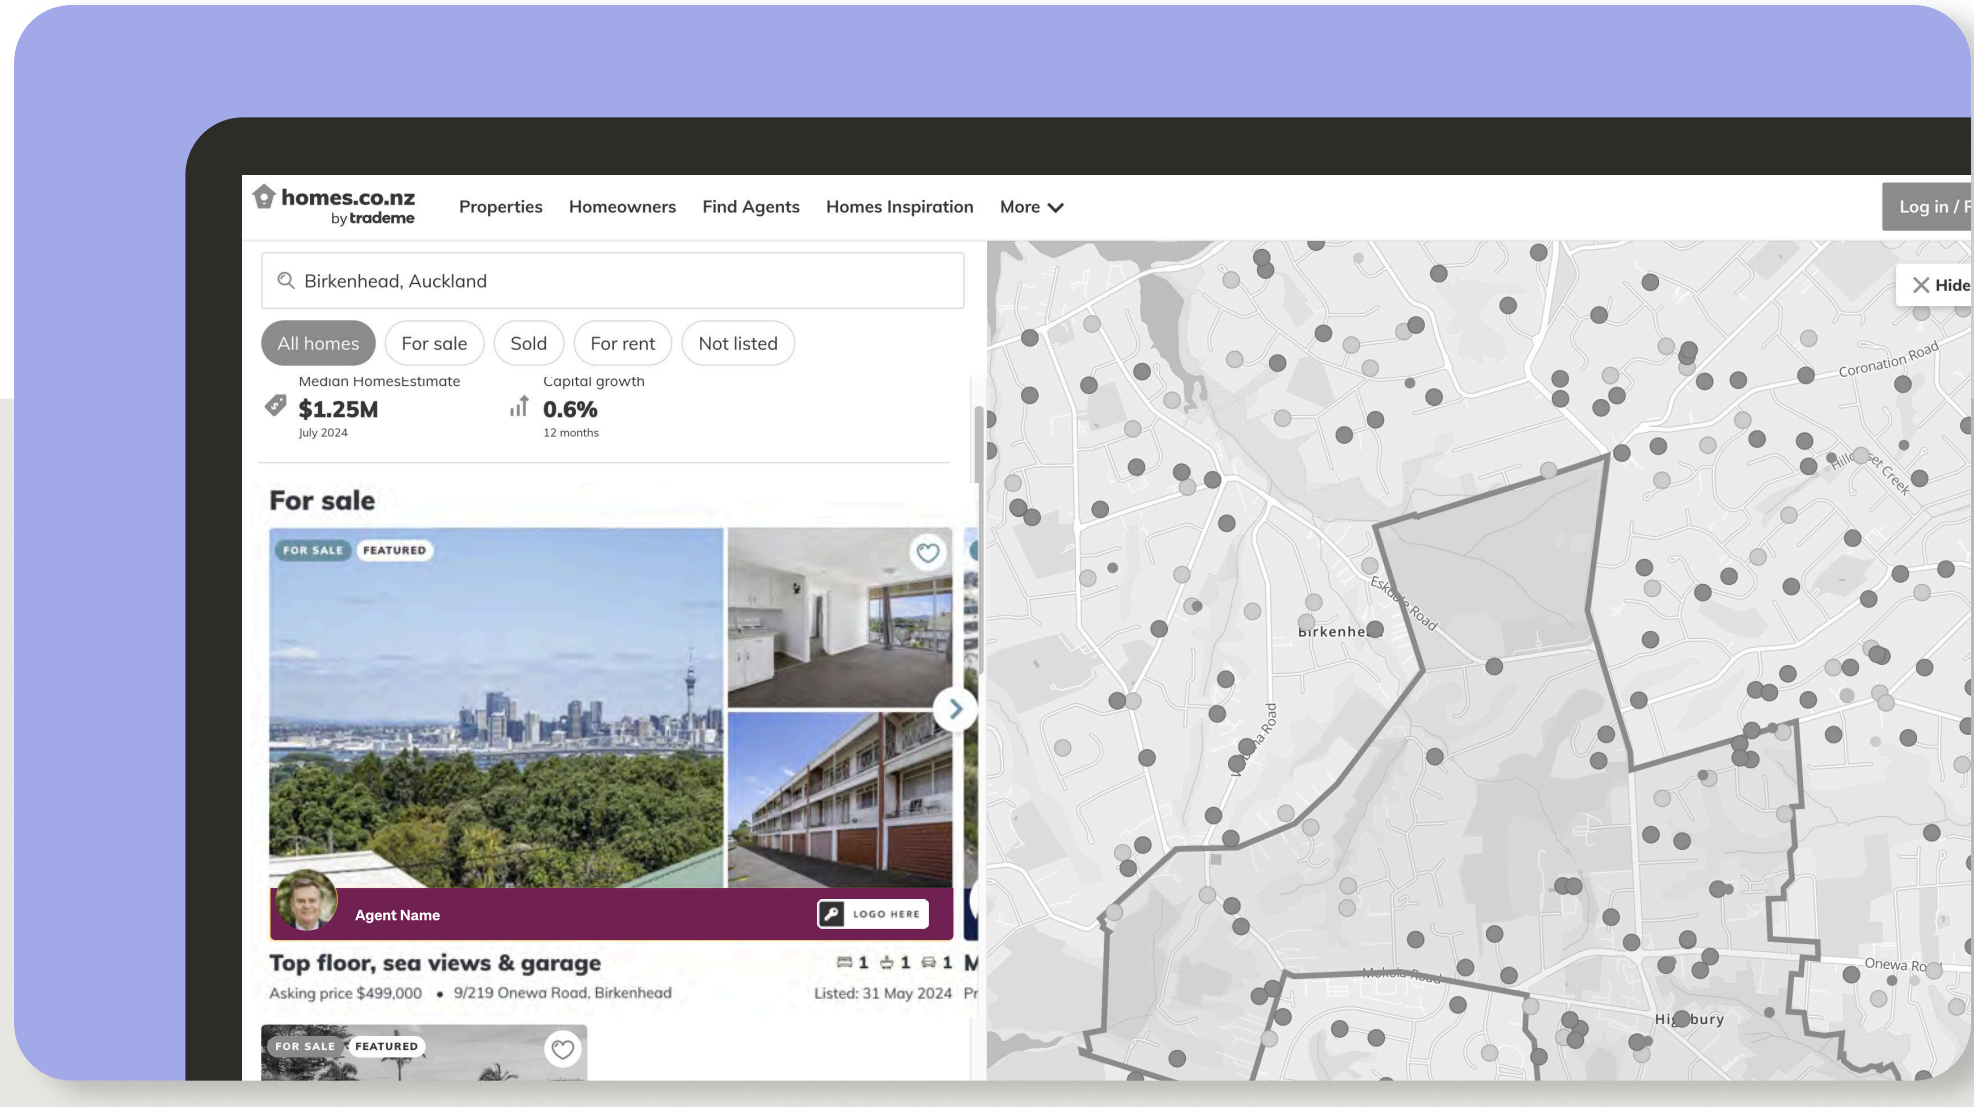 homes.co.nz
by trademe
Properties
Homeowners
Find Agents
Homes Inspiration
More
Log in /
Birkenhead, Auckland
Hide
All homes
For sale
Sold
For rent
Not listed
Median HomesEstimate
$1.25M
July 2024
Capital growth
0.6%
12 months
For sale
FOR SALE
FEATURED
Agent Name
LOGO HERE
Top floor, sea views & garage
1 1 1
M
Asking price $499,000 • 9/219 Onewa Road, Birkenhead
Listed: 31 May 2024
Pr
FOR SALE
FEATURED
Coronation Road
Eskdale Road
Road
Mokoia Road
Onewa